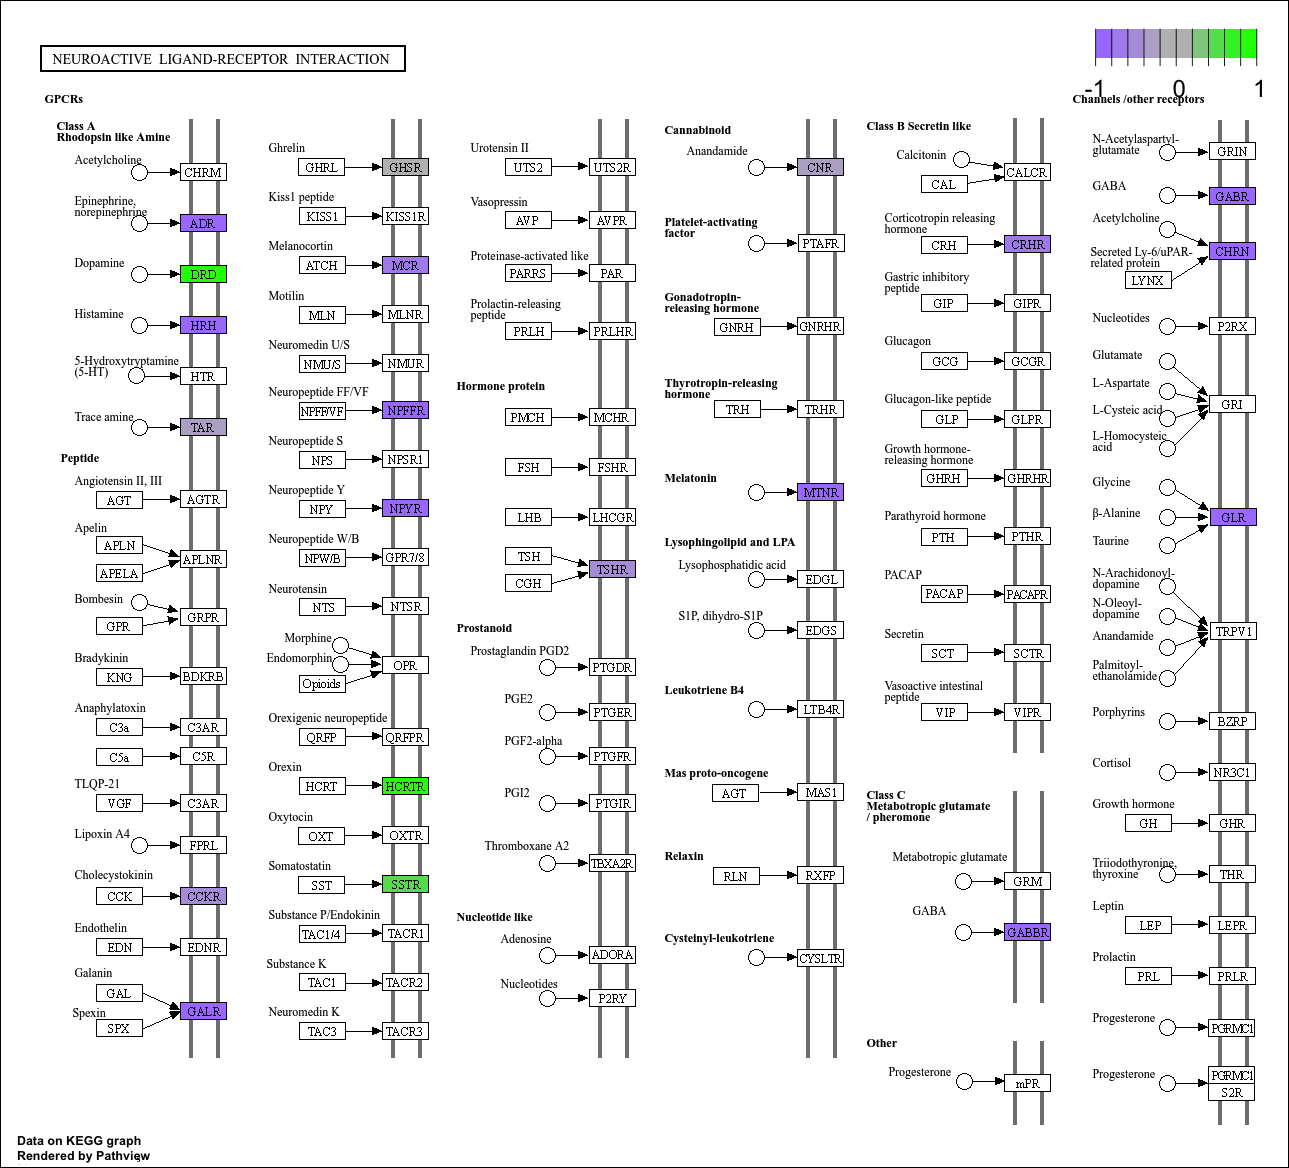 NEUROACTIVE LIGAND-RECEPTOR INTERACTION
-1
0
1
GPCRs
Class A
Rhodopsin like Amine
Acetylcholine
CHRM
Epinephrine,
norepinephrine
ADR
Dopamine
DRD
Histamine
HRH
5-Hydroxytryptamine
(5-HT)
HTR
Trace amine
TAR
Peptide
Angiotensin II, III
AGT
AGTR
Apelin
APLN
APELA
APLNR
Bombesin
GPR
GRPR
Bradykinin
KNG
BDKRB
Anaphylatoxin
C3a
C3AR
C5a
C5R
TLQP-21
VGF
C3AR
Lipoxin A4
FPRL
Cholecystokinin
CCK
CCKR
Endothelin
EDN
EDNR
Galanin
GAL
Spexin
SPX
GALR
Ghrelin
GHRL
GHSR
Kiss1 peptide
KISS1
KISS1R
Melanocortin
ATCH
MCR
Motilin
MLN
MLNR
Neuromedin U/S
NMU/S
NMUR
Neuropeptide FF/VF
NPFF/VF
NPFFR
Neuropeptide S
NPS
NPSR1
Neuropeptide Y
NPY
NPYR
Neuropeptide W/B
NPW/B
GPR7/8
Neurotensin
NTS
NTSR
Morphine
Endomorphin
Opioids
OPR
Orexigenic neuropeptide
QRFP
QRFPR
Orexin
HCRT
HCRTR
Oxytocin
OXT
OXTR
Somatostatin
SST
SSTR
Substance P/Endokinin
TAC1/4
TACR1
Substance K
TAC1
TACR2
Neuromedin K
TAC3
TACR3
Urotensin II
UTS2
UTS2R
Vasopressin
AVP
AVPR
Proteinase-activated like
PARRS
PAR
Prolactin-releasing
peptide
PRLH
PRLHR
Hormone protein
PMCH
MCHR
FSH
FSHR
LHB
LHCGR
TSH
CGH
TSHR
Prostanoid
Prostaglandin PGD2
PTGDR
PGE2
PTGER
PGF2-alpha
PTGFR
PGI2
PTGIR
Thromboxane A2
TBXA2R
Nucleotide like
Adenosine
ADORA
Nucleotides
P2RY
Cannabinoid
Anandamide
CNR
Platelet-activating
factor
PTAFR
Gonadotropin-
releasing hormone
GNRH
GNRHR
Thyrotropin-releasing
hormone
TRH
TRHR
Melatonin
MTNR
Lysophingolipid and LPA
Lysophosphatidic acid
EDGL
S1P, dihydro-S1P
EDGS
Leukotriene B4
LTB4R
Mas proto-oncogene
AGT
MAS1
Relaxin
RLN
RXFP
Cysteinyl-leukotriene
CYSLTR
Class B Secretin like
Calcitonin
CAL
CALCR
Corticotropin releasing
hormone
CRH
CRHR
Gastric inhibitory
peptide
GIP
GIPR
Glucagon
GCG
GCGR
Glucagon-like peptide
GLP
GLPR
Growth hormone-
releasing hormone
GHRH
GHRHR
Parathyroid hormone
PTH
PTHR
PACAP
PACAP
PACAPR
Secretin
SCT
SCTR
Vasoactive intestinal
peptide
VIP
VIPR
Class C
Metabotropic glutamate
/ pheromone
Metabotropic glutamate
GRM
GABA
GABBR
Other
Progesterone
mPR
Channels /other receptors
N-Acetylaspartyl-
glutamate
GRIN
GABA
GABR
Acetylcholine
CHRN
Secreted Ly-6/uPAR-
related protein
LYNX
Nucleotides
P2RX
Glutamate
L-Aspartate
L-Cysteic acid
L-Homocysteic
acid
GRI
Glycine
β-Alanine
Taurine
GLR
N-Arachidonoyl-
dopamine
N-Oleoyl-
dopamine
Anandamide
Palmitoyl-
ethanolamide
TRPV1
Porphyrins
BZRP
Cortisol
NR3C1
Growth hormone
GH
GHR
Triiodothyronine,
thyroxine
THR
Leptin
LEP
LEPR
Prolactin
PRL
PRLR
Progesterone
PGRMC1
Progesterone
PGRMC1
S2R
Data on KEGG graph
Rendered by Pathview